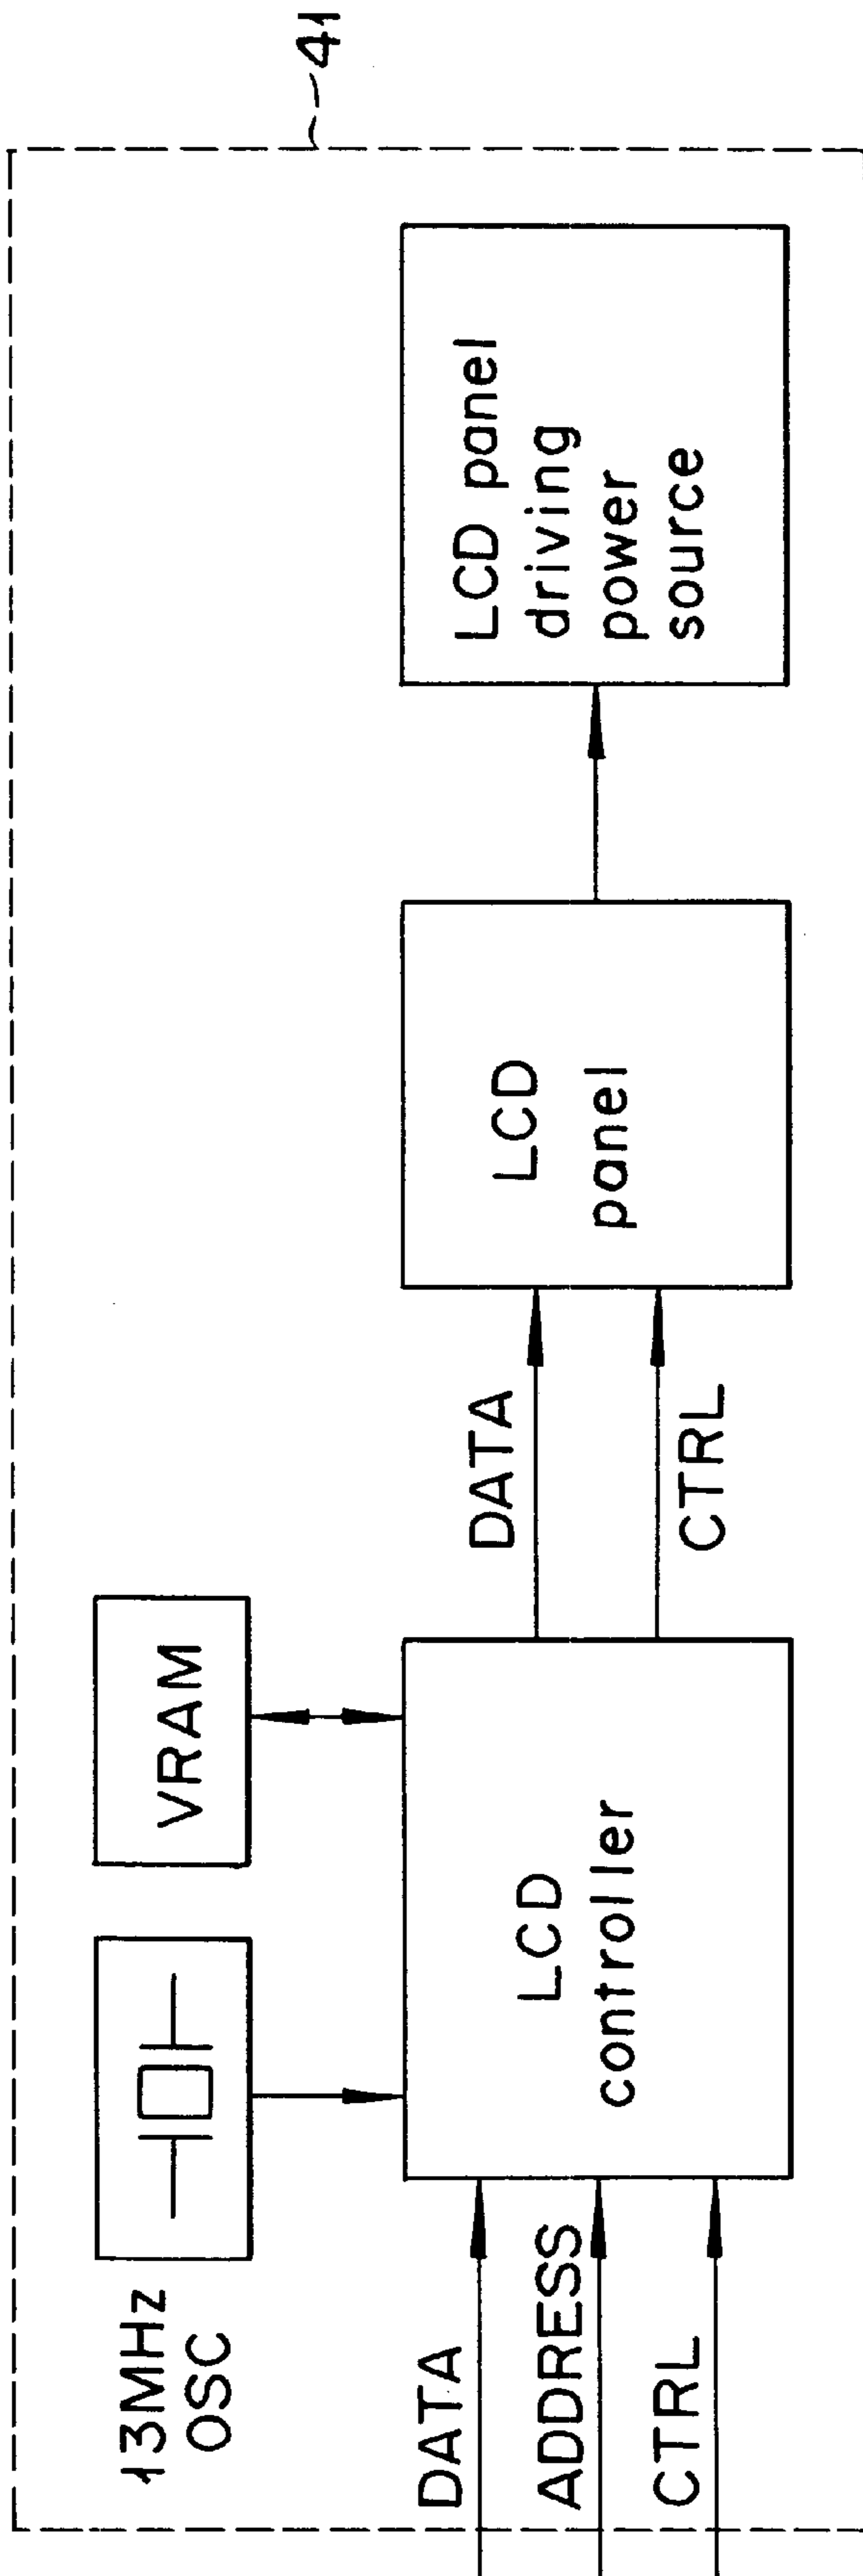 41
13MHz
OSC
VRAM
DATA
ADDRESS
CTRL
LCD
controller
DATA
CTRL
LCD
panel
LCD panel
driving
power
source